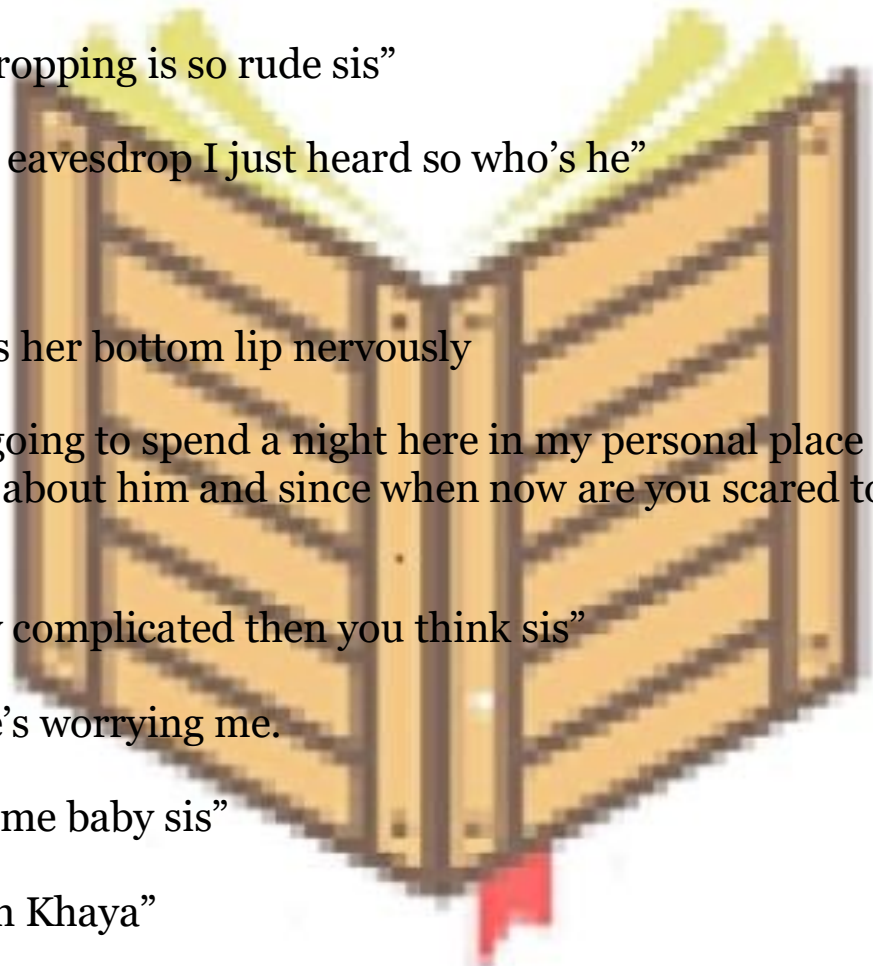 ropping is so rude sis”
eavesdrop I just heard so who’s he”
s her bottom lip nervously
going to spend a night here in my personal place
about him and since when now are you scared to
complicated then you think sis”
e’s worrying me.
me baby sis”
Khaya”